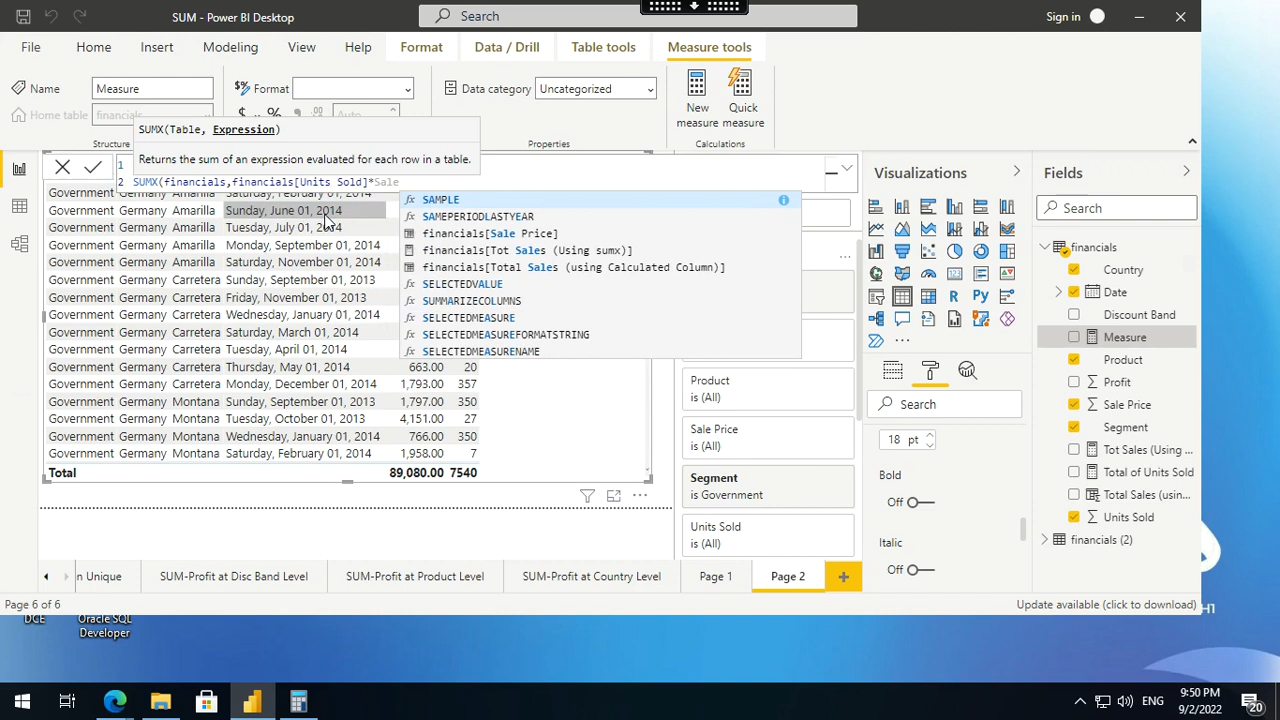 SUM - Power BI Desktop
Search
Sign in
File
Home
Insert
Modeling
View
Help
Format
Data / Drill
Table tools
Measure tools
Name
Measure
Format
Data category
Uncategorized
New measure
Quick measure
Home table
financials
Auto
Structure
Properties
Calculations
SUMX(Table, Expression)
Returns the sum of an expression evaluated for each row in a table.
1
2 SUMX(financials,financials[Units Sold]*Sale
SAMPLE
SAMEPERIODLASTYEAR
financials[Sale Price]
financials[Tot Sales (Using sumx)]
financials[Total Sales (using Calculated Column)]
SELECTEDVALUE
SUMMARIZECOLUMNS
SELECTEDMEASURE
SELECTEDMEASUREFORMATSTRING
SELECTEDMEASURENAME
Government Germany Amarilla Saturday, February 01, 2014
Government Germany Amarilla Sunday, June 01, 2014
Government Germany Amarilla Tuesday, July 01, 2014
Government Germany Amarilla Monday, September 01, 2014
Government Germany Amarilla Saturday, November 01, 2014
Government Germany Carretera Sunday, September 01, 2013
Government Germany Carretera Friday, November 01, 2013
Government Germany Carretera Wednesday, January 01, 2014
Government Germany Carretera Saturday, March 01, 2014
Government Germany Carretera Tuesday, April 01, 2014
Government Germany Carretera Thursday, May 01, 2014 663.00 20
Government Germany Carretera Monday, December 01, 2014 1,793.00 357
Government Germany Montana Sunday, September 01, 2013 1,797.00 350
Government Germany Montana Tuesday, October 01, 2013 4,151.00 27
Government Germany Montana Wednesday, January 01, 2014 766.00 350
Government Germany Montana Saturday, February 01, 2014 1,958.00 7
Total 89,080.00 7540
Product
is (All)
Sale Price
is (All)
Segment
is Government
Units Sold
is (All)
Visualizations
Search
18 pt
Bold
Off
Italic
Off
Fields
Search
financials
Country
Date
Discount Band
Measure
Product
Profit
Sale Price
Segment
Tot Sales (Using ...
Total of Units Sold
Total Sales (usin...
Units Sold
financials (2)
n Unique
SUM-Profit at Disc Band Level
SUM-Profit at Product Level
SUM-Profit at Country Level
Page 1
Page 2
Page 6 of 6
Update available (click to download)
H1
DCE
Oracle SQL
Developer
ENG
9:50 PM
9/2/2022
20